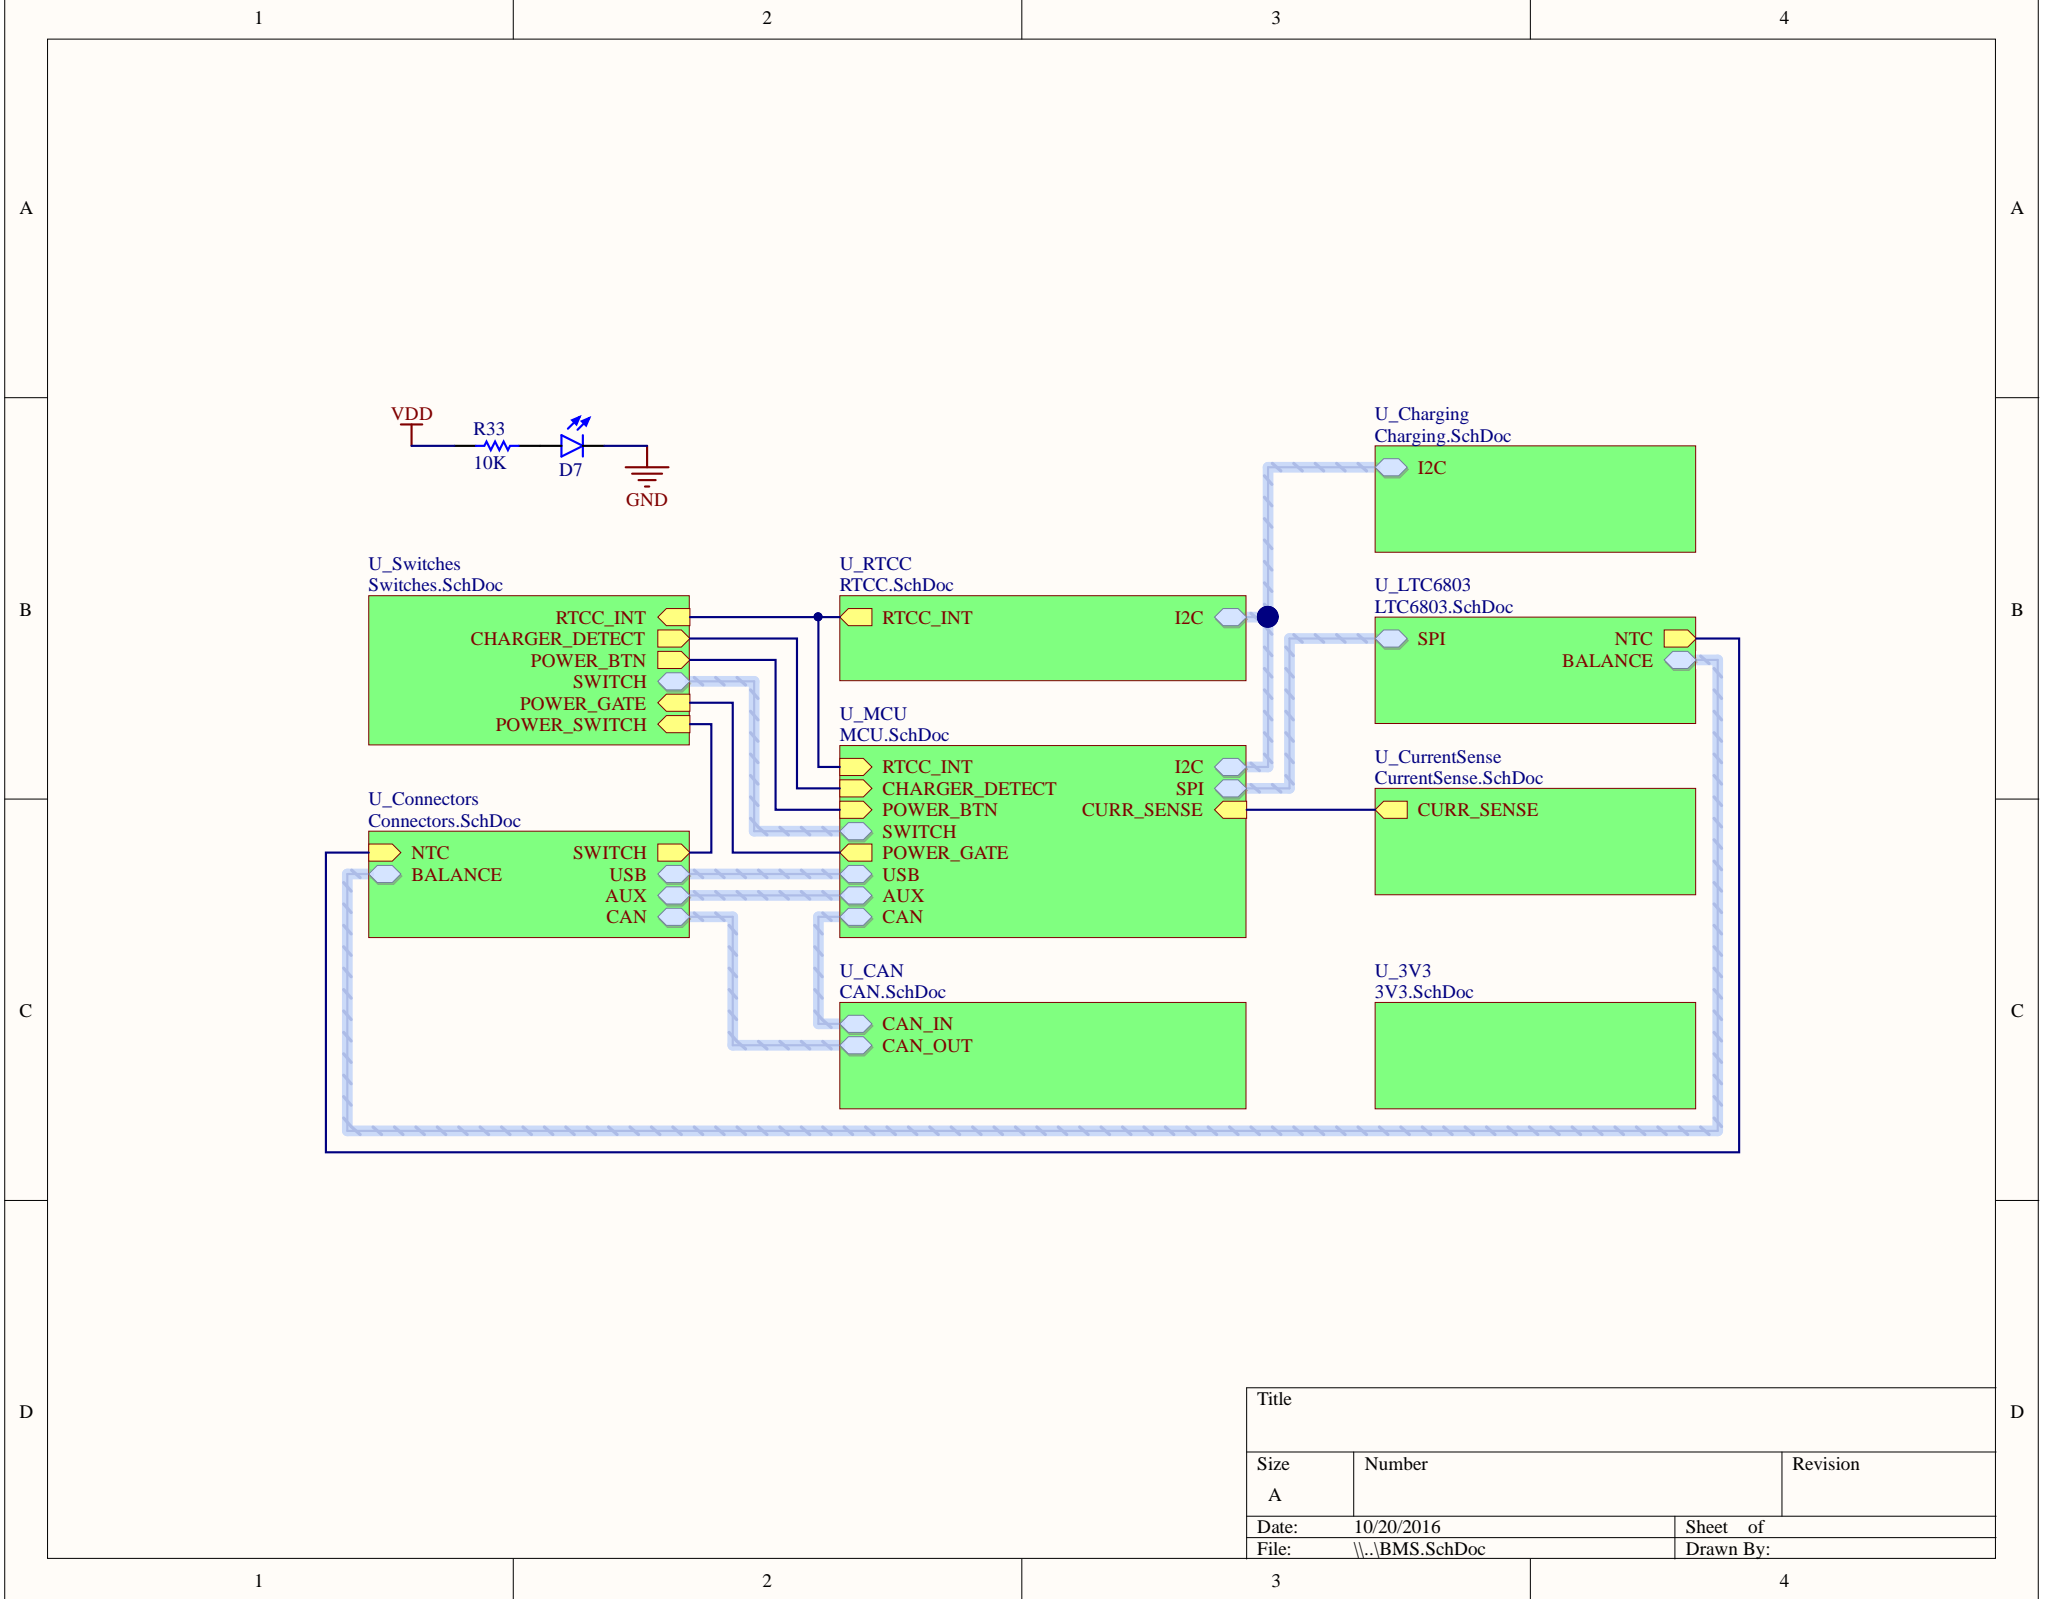 1 2 3 4
A A
VDD
R33
10K
D7
GND
U_Charging
Charging.SchDoc
I2C
B B
U_Switches
Switches.SchDoc
RTCC_INT
CHARGER_DETECT
POWER_BTN
SWITCH
POWER_GATE
POWER_SWITCH
U_RTCC
RTCC.SchDoc
RTCC_INT I2C
U_LTC6803
LTC6803.SchDoc
SPI NTC
BALANCE
U_MCU
MCU.SchDoc
RTCC_INT I2C
CHARGER_DETECT SPI
POWER_BTN CURR_SENSE
SWITCH
POWER_GATE
USB
AUX
CAN
U_CurrentSense
CurrentSense.SchDoc
CURR_SENSE
U_Connectors
Connectors.SchDoc
NTC SWITCH
BALANCE USB
AUX
CAN
U_CAN
CAN.SchDoc
CAN_IN
CAN_OUT
U_3V3
3V3.SchDoc
C C
D D
Title
Size Number Revision
A
Date: 10/20/2016 Sheet of
File: \\..\BMS.SchDoc Drawn By:
1 2 3 4